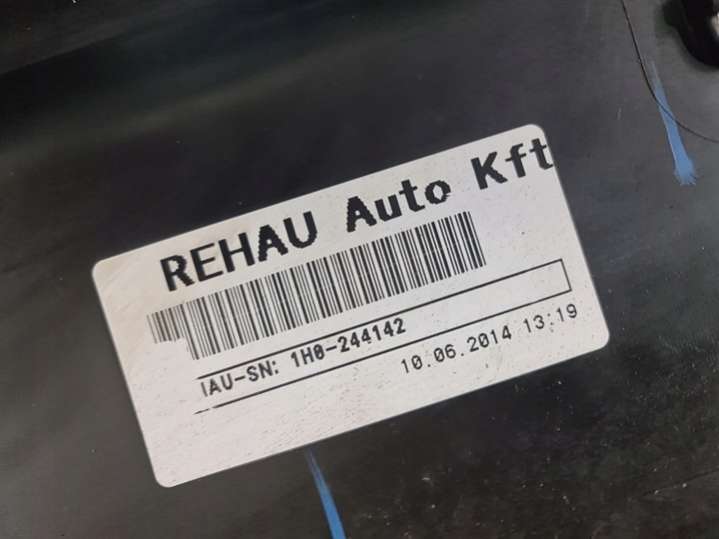 REHAU Auto Kft
IAU-SN: 1H0-244142
10.06.2014 13:19